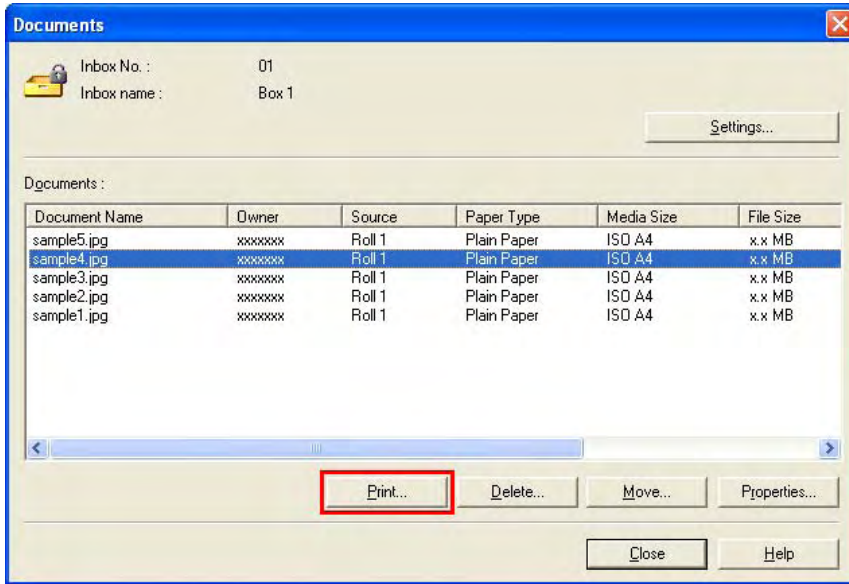 Documents
Inbox No. : 01
Inbox name : Box 1
Settings...
Documents :
Document Name Owner Source Paper Type Media Size File Size
sample5.jpg xxxxxxx Roll 1 Plain Paper ISO A4 x.x MB
sample4.jpg xxxxxxx Roll 1 Plain Paper ISO A4 x.x MB
sample3.jpg xxxxxxx Roll 1 Plain Paper ISO A4 x.x MB
sample2.jpg xxxxxxx Roll 1 Plain Paper ISO A4 x.x MB
sample1.jpg xxxxxxx Roll 1 Plain Paper ISO A4 x.x MB
Print... Delete... Move... Properties...
Close Help